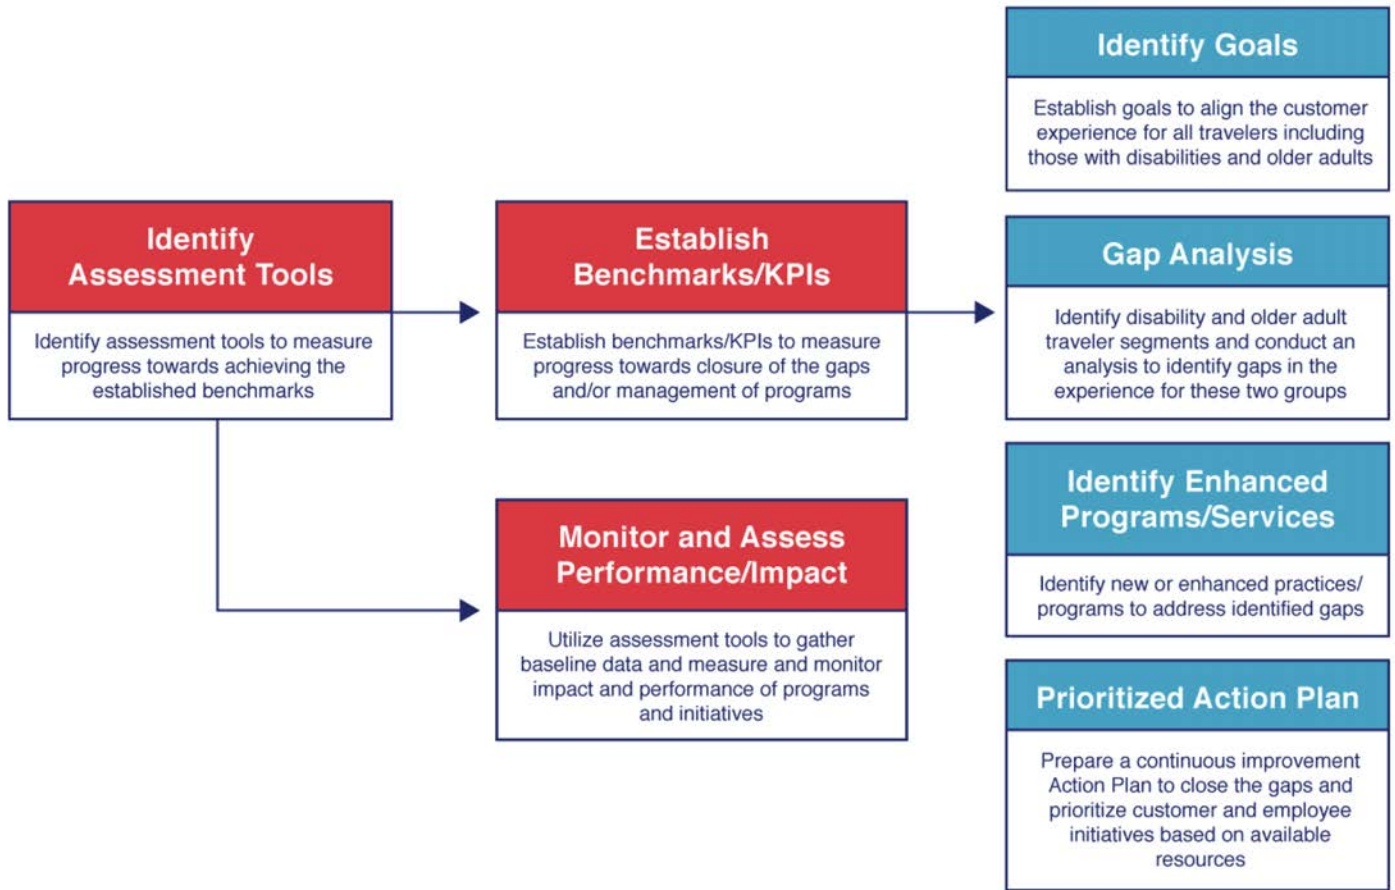 Identify
Assessment Tools
Identify assessment tools to measure
progress towards achieving the
established benchmarks
Establish
Benchmarks/KPIs
Establish benchmarks/KPIs to measure
progress towards closure of the gaps
and/or management of programs
Monitor and Assess
Performance/Impact
Utilize assessment tools to gather
baseline data and measure and monitor
impact and performance of programs
and initiatives
Identify Goals
Establish goals to align the customer
experience for all travelers including
those with disabilities and older adults
Gap Analysis
Identify disability and older adult
traveler segments and conduct an
analysis to identify gaps in the
experience for these two groups
Identify Enhanced
Programs/Services
Identify new or enhanced practices/
programs to address identified gaps
Prioritized Action Plan
Prepare a continuous improvement
Action Plan to close the gaps and
prioritize customer and employee
initiatives based on available
resources